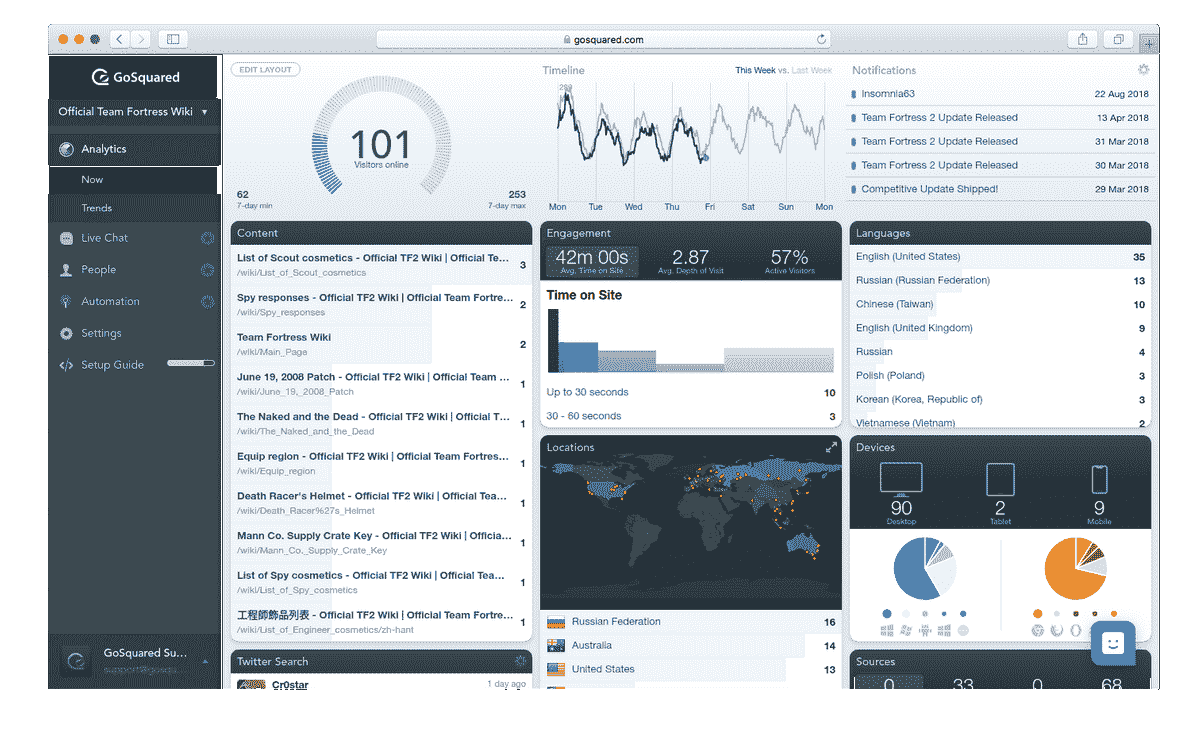 gosquared.com
GoSquared
Official Team Fortress Wiki
Analytics
Now
Trends
Live Chat
People
Automation
Settings
Setup Guide
GoSquared Su...
support@gosqu...
EDIT LAYOUT
101
Visitors online
62
7-day min
253
7-day max
Timeline
This Week vs. Last Week
Mon Tue Wed Thu Fri Sat Sun Mon
Notifications
Insomnia63 22 Aug 2018
Team Fortress 2 Update Released 13 Apr 2018
Team Fortress 2 Update Released 31 Mar 2018
Team Fortress 2 Update Released 30 Mar 2018
Competitive Update Shipped! 29 Mar 2018
Content
List of Scout cosmetics - Official TF2 Wiki | Official Te... 3
/wiki/List_of_Scout_cosmetics
Spy responses - Official TF2 Wiki | Official Team Fortre... 2
/wiki/Spy_responses
Team Fortress Wiki 2
/wiki/Main_Page
June 19, 2008 Patch - Official TF2 Wiki | Official Team ... 1
/wiki/June_19,_2008_Patch
The Naked and the Dead - Official TF2 Wiki | Official T... 1
/wiki/The_Naked_and_the_Dead
Equip region - Official TF2 Wiki | Official Team Fortres... 1
/wiki/Equip_region
Death Racer's Helmet - Official TF2 Wiki | Official Tea... 1
/wiki/Death_Racer%27s_Helmet
Mann Co. Supply Crate Key - Official TF2 Wiki | Officia... 1
/wiki/Mann_Co._Supply_Crate_Key
List of Spy cosmetics - Official TF2 Wiki | Official Tea... 1
/wiki/List_of_Spy_cosmetics
工程師飾品列表 - Official TF2 Wiki | Official Team Fortre... 1
/wiki/List_of_Engineer_cosmetics/zh-hant
Twitter Search
Cr0star 1 day ago
Engagement
42m 00s 2.87 57%
Avg. Time on Site Avg. Depth of Visit Active Visitors
Time on Site
Up to 30 seconds 10
30 - 60 seconds 3
Locations
Russian Federation 16
Australia 14
United States 13
Languages
English (United States) 35
Russian (Russian Federation) 13
Chinese (Taiwan) 10
English (United Kingdom) 9
Russian 4
Polish (Poland) 3
Korean (Korea, Republic of) 3
Vietnamese (Vietnam) 2
Devices
90 2 9
Desktop Tablet Mobile
Sources
0 33 0 68